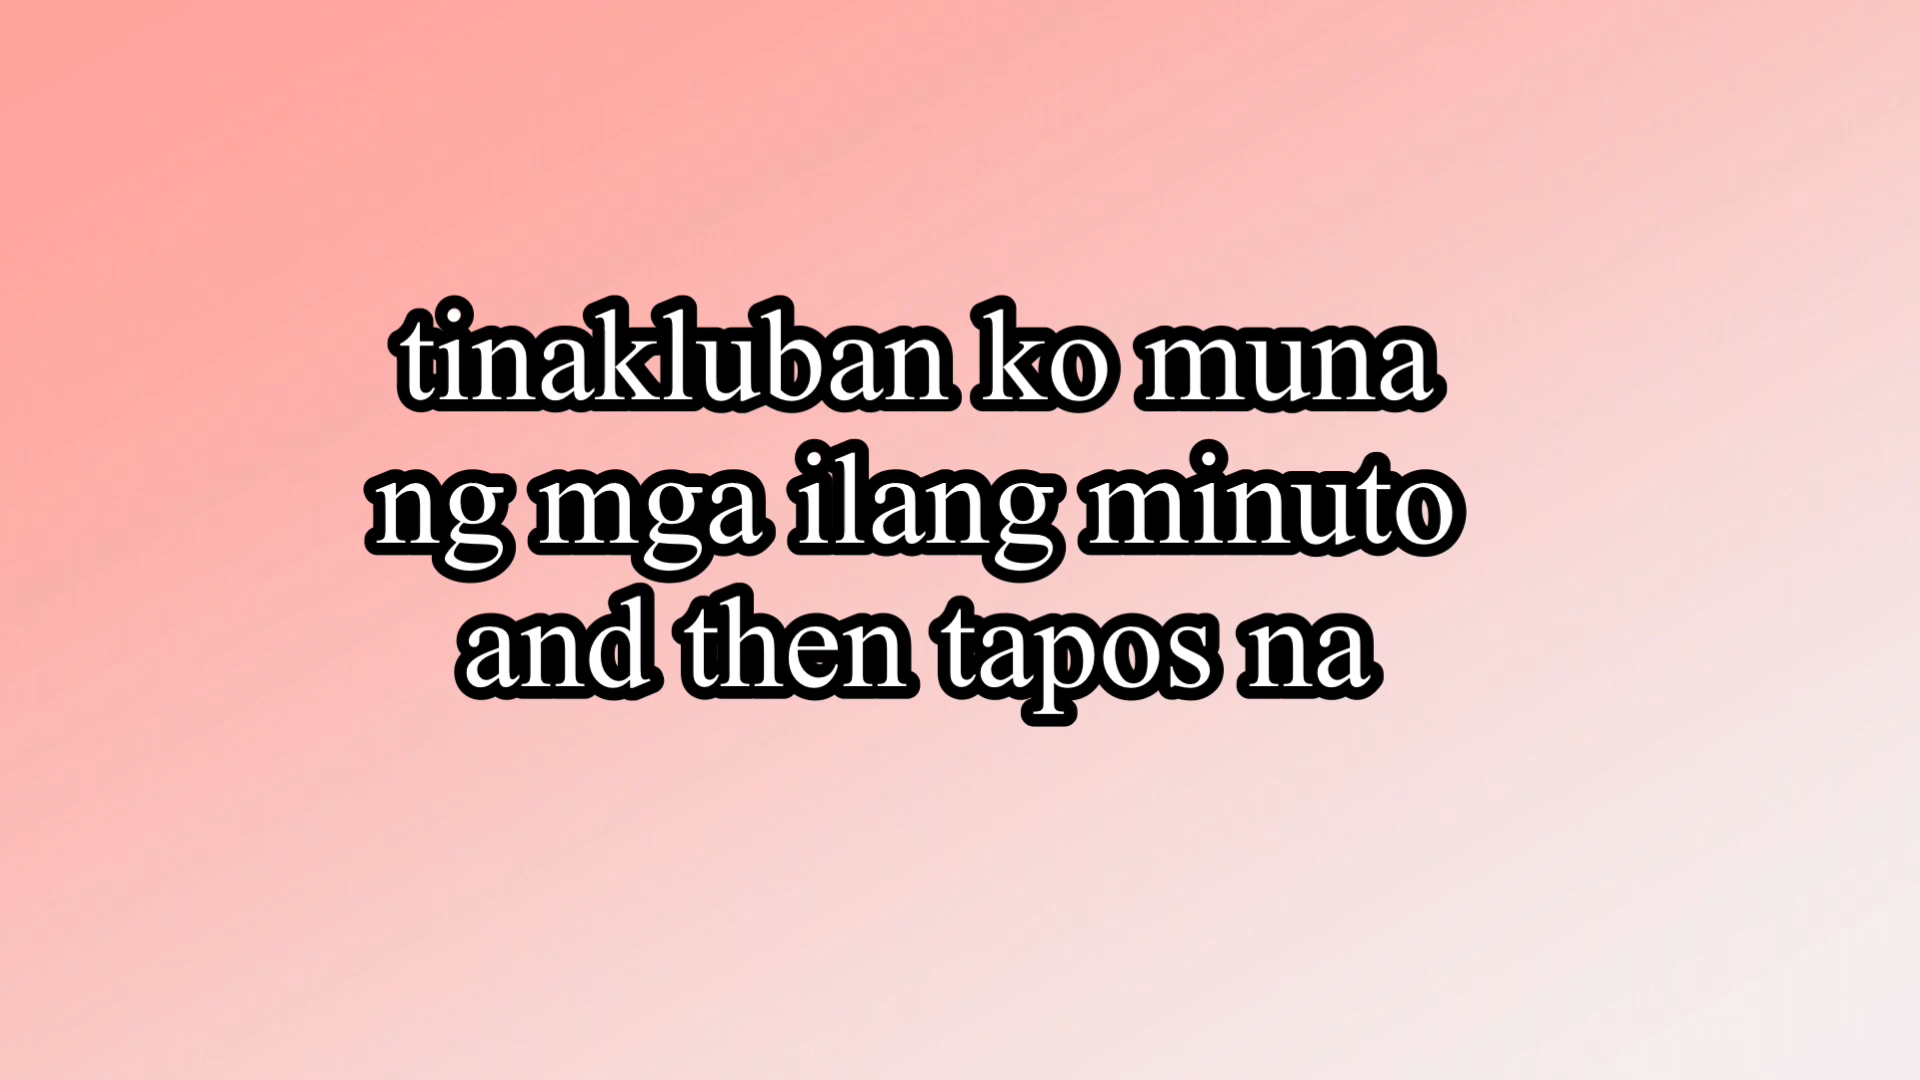 tinakluban ko muna
ng mga ilang minuto
and then tapos na